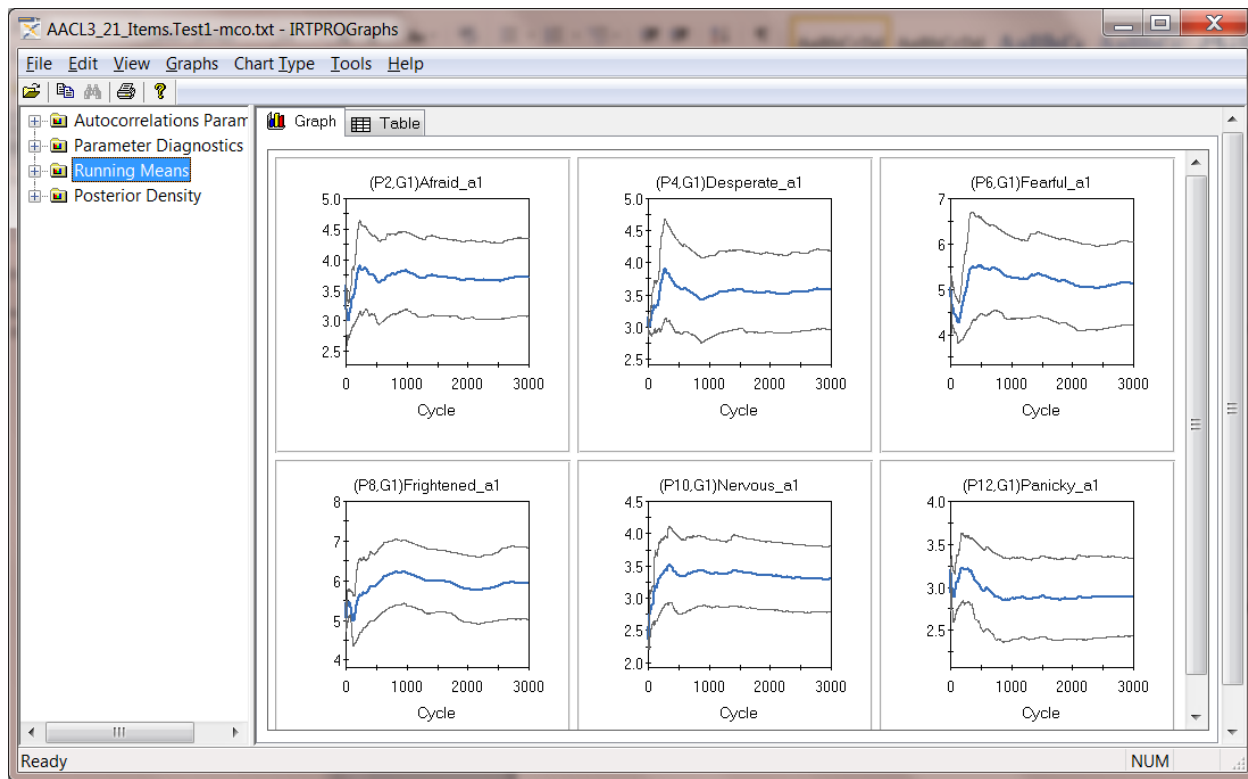 AACL3_21_Items.Test1-mco.txt - IRTPROGraphs
File Edit View Graphs Chart Type Tools Help
Autocorrelations Param
Parameter Diagnostics
Running Means
Posterior Density
Graph Table
(P2,G1)Afraid_a1
5.0
4.5
4.0
3.5
3.0
2.5
0 1000 2000 3000
Cycle
(P4,G1)Desperate_a1
5.0
4.5
4.0
3.5
3.0
2.5
0 1000 2000 3000
Cycle
(P6,G1)Fearful_a1
7
6
5
4
0 1000 2000 3000
Cycle
(P8,G1)Frightened_a1
8
7
6
5
4
0 1000 2000 3000
Cycle
(P10,G1)Nervous_a1
4.5
4.0
3.5
3.0
2.5
2.0
0 1000 2000 3000
Cycle
(P12,G1)Panicky_a1
4.0
3.5
3.0
2.5
0 1000 2000 3000
Cycle
Ready NUM